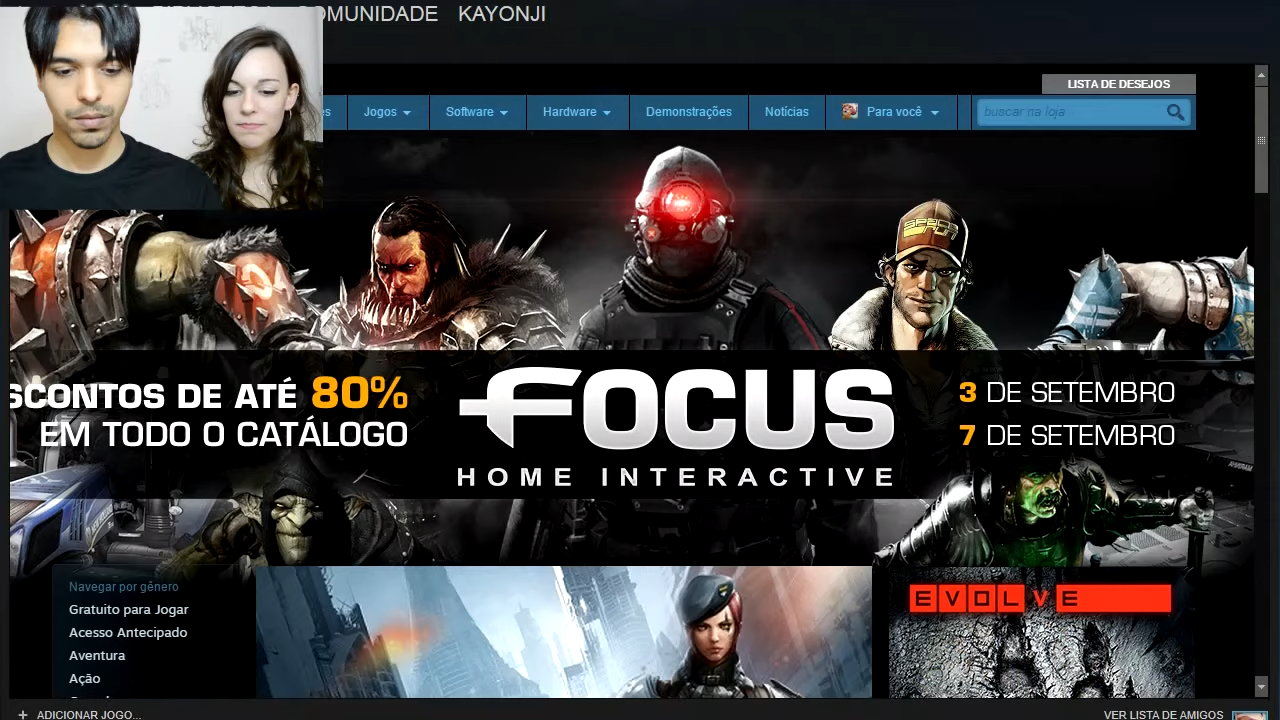 COMUNIDADE KAYONJI
LISTA DE DESEJOS
Jogos Software Hardware Demonstrações Notícias Para você buscar na loja
DESCONTOS DE ATÉ 80%
EM TODO O CATÁLOGO
FOCUS
HOME INTERACTIVE
3 DE SETEMBRO
7 DE SETEMBRO
Navegar por gênero
Gratuito para Jogar
Acesso Antecipado
Aventura
Ação
EVOLVE
+ ADICIONAR JOGO...
VER LISTA DE AMIGOS